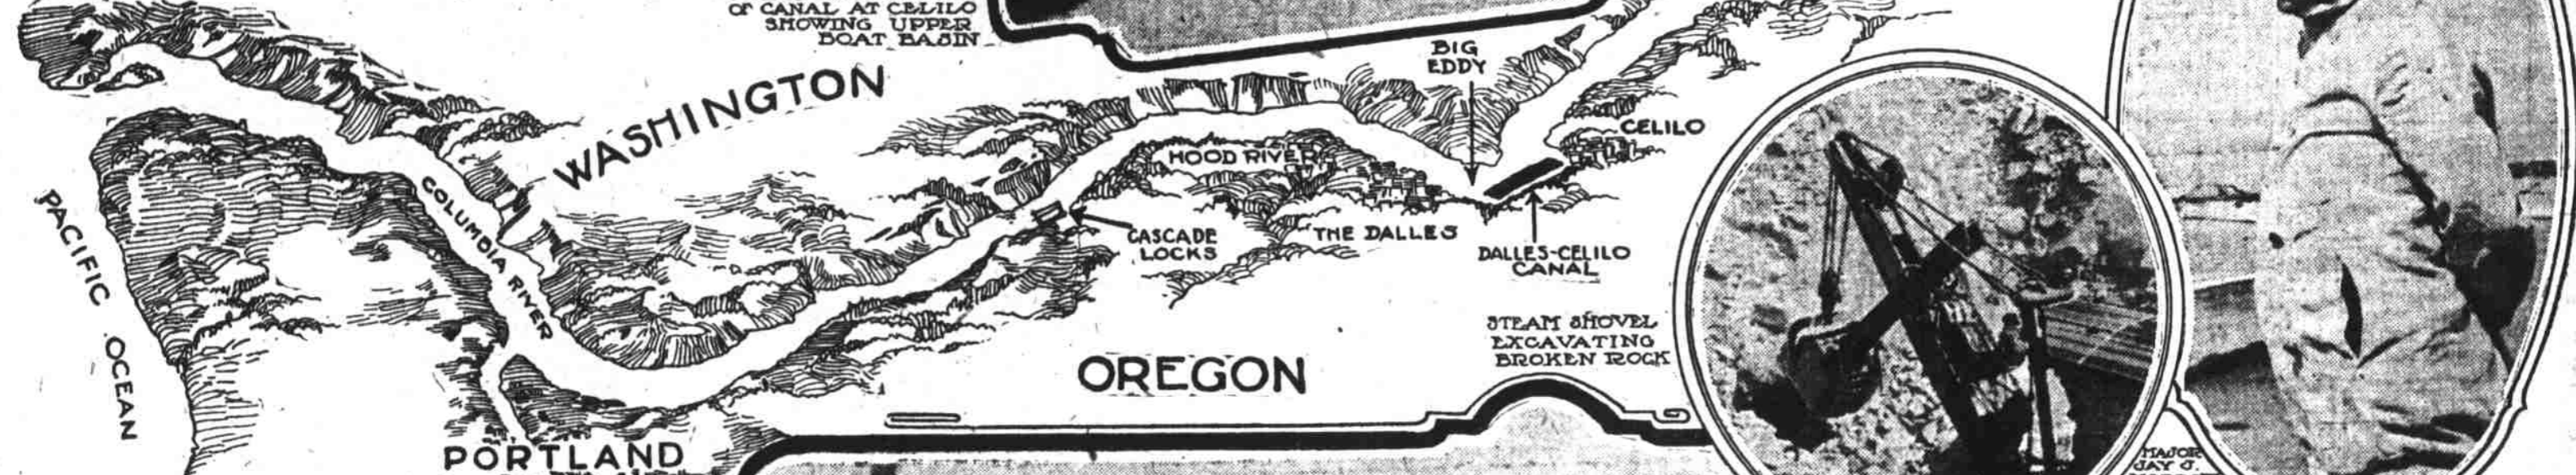 OF CANAL AT CELILO
SHOWING UPPER
BOAT BASIN
WASHINGTON
BIG
EDDY
CELILO
HOOD RIVER
PACIFIC OCEAN
COLUMBIA RIVER
CASCADE
LOCKS
THE DALLES
DALLES-CELILO
CANAL
STEAM SHOVEL
EXCAVATING
BROKEN ROCK
OREGON
PORTLAND
MAJOR
JAY J.